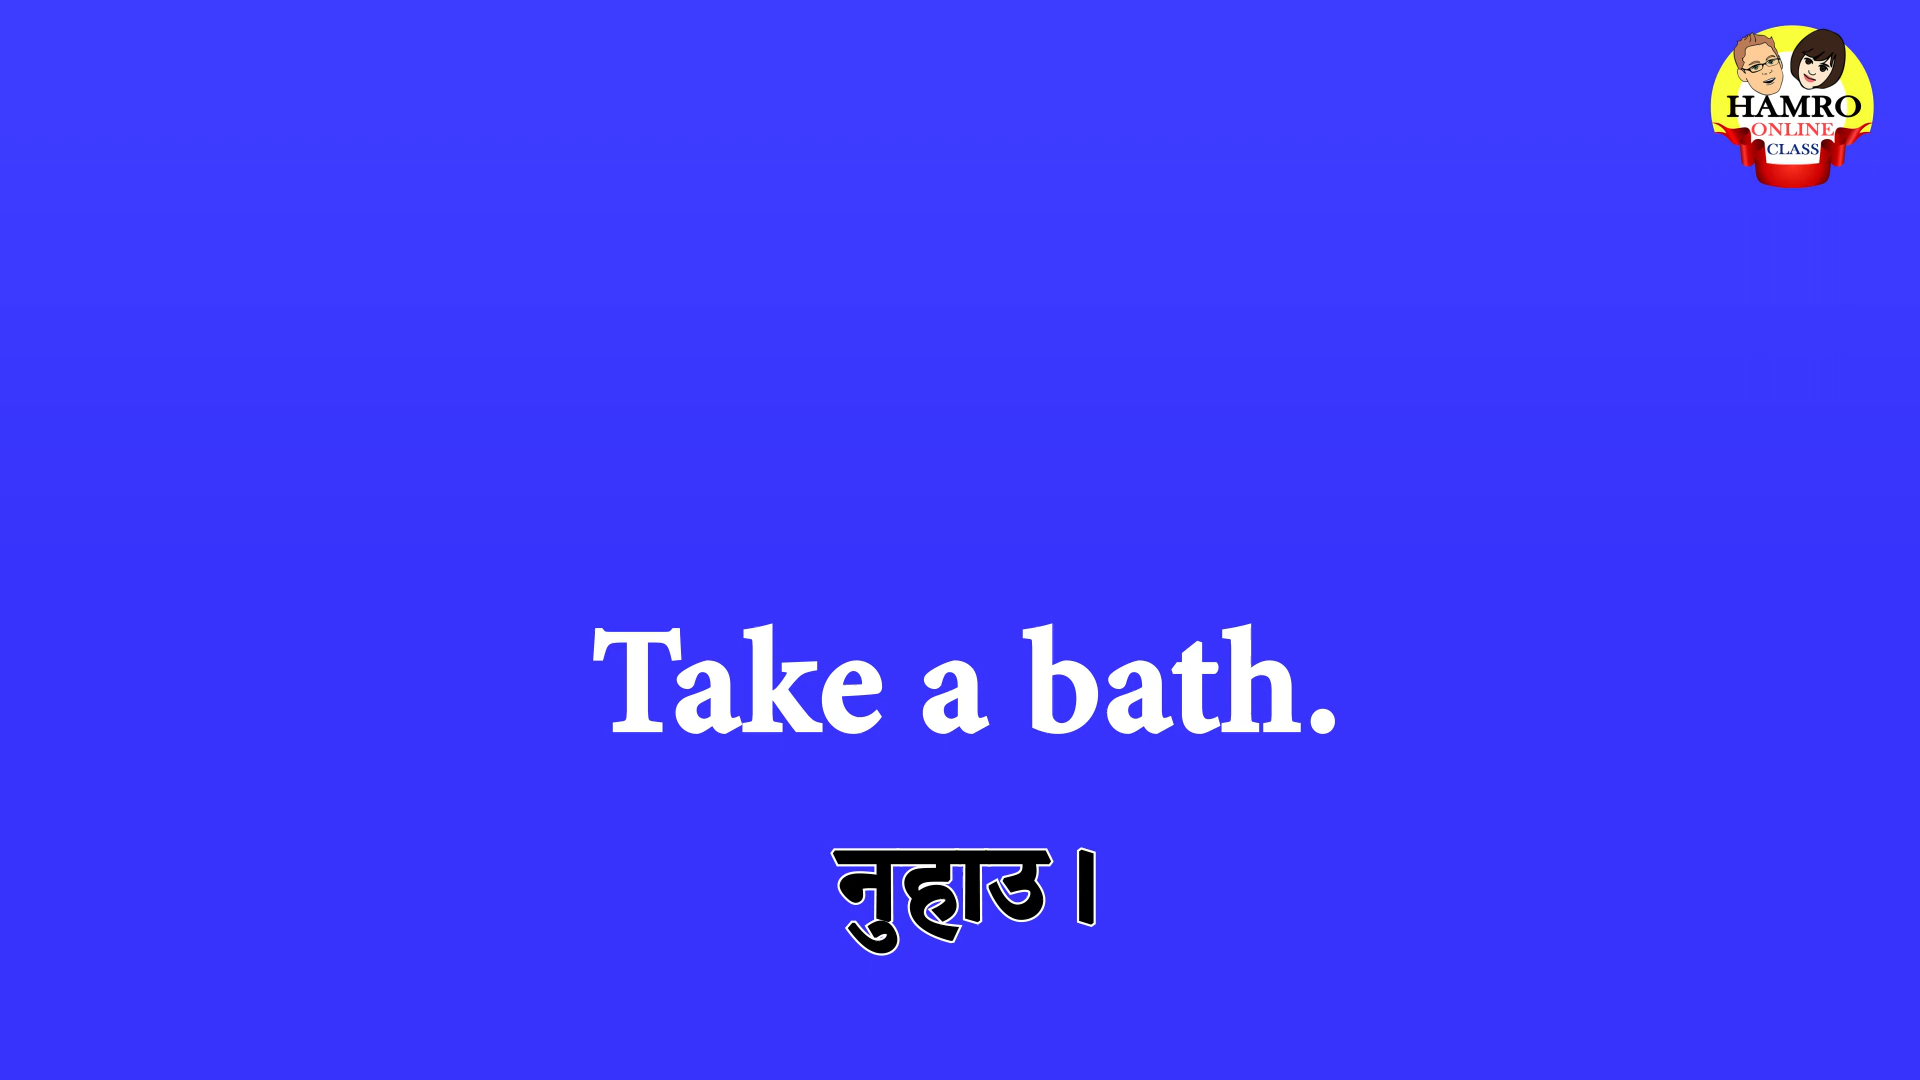 HAMRO
ONLINE
CLASS
Take a bath.
नुहाउ ।